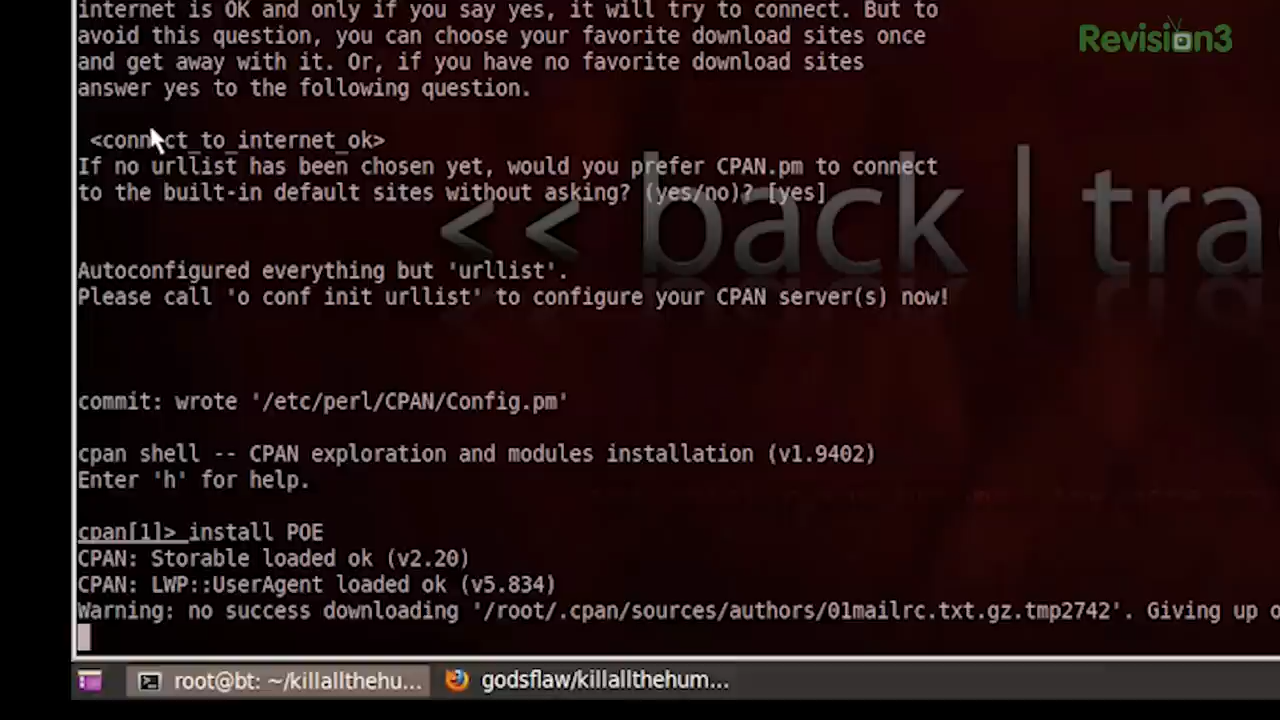 internet is OK and only if you say yes, it will try to connect. But to
avoid this question, you can choose your favorite download sites once
and get away with it. Or, if you have no favorite download sites
answer yes to the following question.
Revision3
<connect_to_internet_ok>
If no urllist has been chosen yet, would you prefer CPAN.pm to connect
to the built-in default sites without asking? (yes/no)? [yes]
<< back | tra
Autoconfigured everything but 'urllist'.
Please call 'o conf init urllist' to configure your CPAN server(s) now!
commit: wrote '/etc/perl/CPAN/Config.pm'
cpan shell -- CPAN exploration and modules installation (v1.9402)
Enter 'h' for help.
cpan[1]> install POE
CPAN: Storable loaded ok (v2.20)
CPAN: LWP::UserAgent loaded ok (v5.834)
Warning: no success downloading '/root/.cpan/sources/authors/01mailrc.txt.gz.tmp2742'. Giving up o
root@bt: ~/killallthehu...
godsflaw/killallthehum...